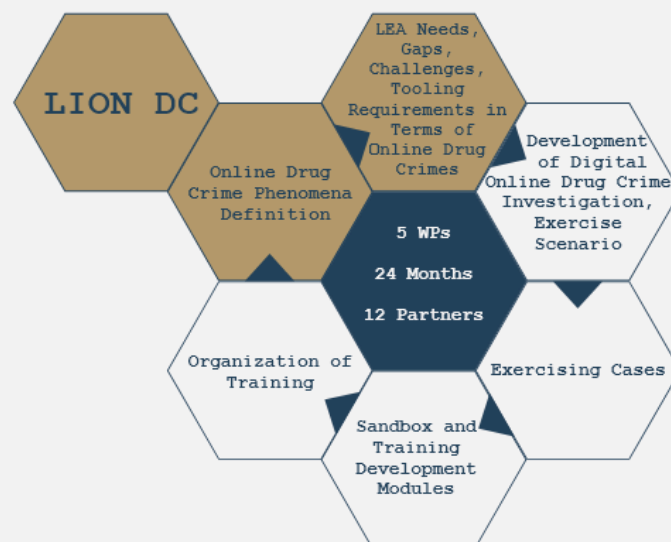 LION DC
LEA Needs,
Gaps,
Challenges,
Tooling
Requirements in
Terms of
Online Drug
Crimes
Online Drug
Crime Phenomena
Definition
Development
of Digital
Online Drug Crime
Investigation,
Exercise
Scenario
5 WPs
24 Months
12 Partners
Organization of
Training
Exercising Cases
Sandbox and
Training
Development
Modules